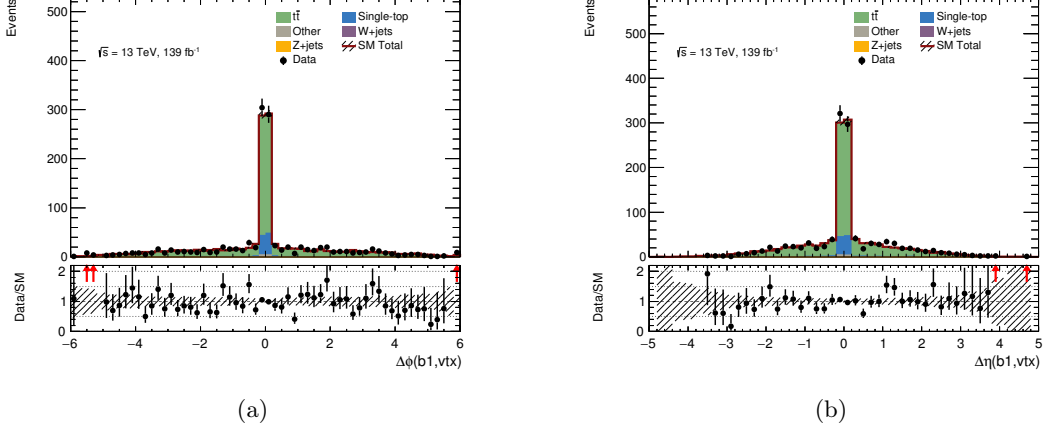 Events
500
400
300
200
100
0
√s = 13 TeV, 139 fb⁻¹
tt̄ Single-top
Other W+jets
Z+jets SM Total
Data
Data/SM
2
1
0
−6 −4 −2 0 2 4 6
Δϕ(b1,vtx)
(a)
Events
500
400
300
200
100
0
√s = 13 TeV, 139 fb⁻¹
tt̄ Single-top
Other W+jets
Z+jets SM Total
Data
Data/SM
2
1
0
−5 −4 −3 −2 −1 0 1 2 3 4 5
Δη(b1,vtx)
(b)